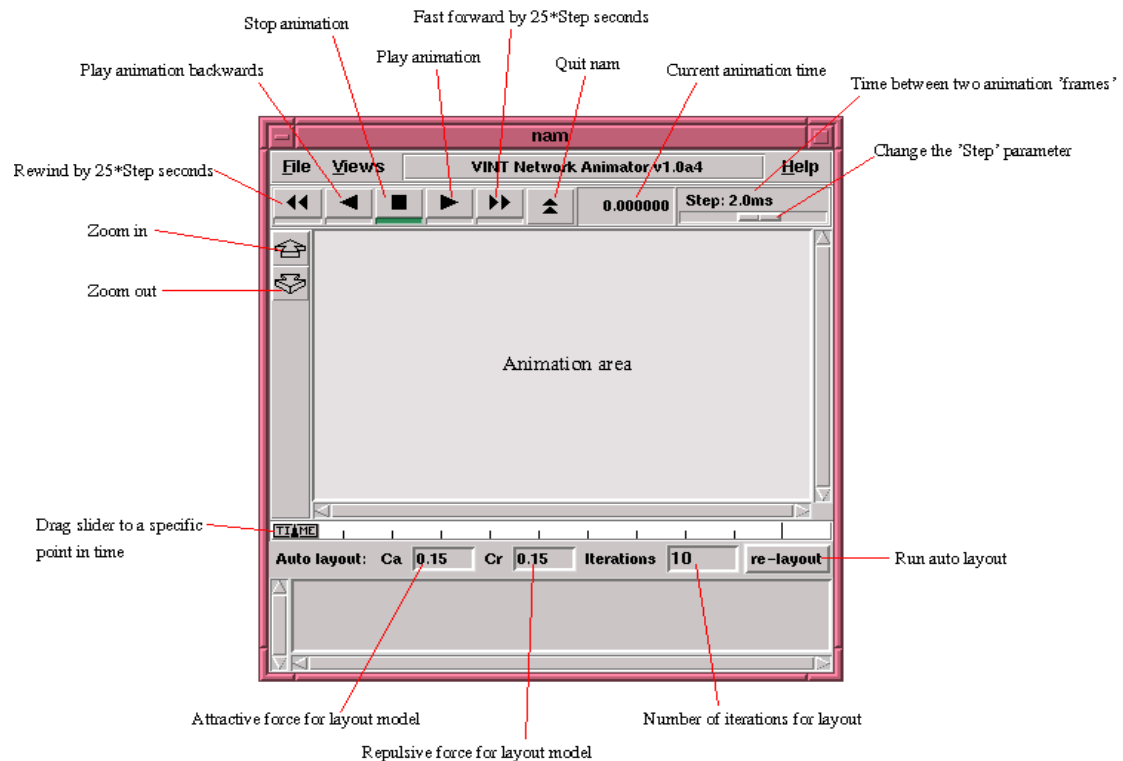 Fast forward by 25*Step seconds
Stop animation
Play animation
Quit nam
Play animation backwards
Current animation time
Time between two animation 'frames'
nam
Change the 'Step' parameter
File Views VINT Network Animator v1.0a4 Help
Rewind by 25*Step seconds
0.000000
Step: 2.0ms
Zoom in
Zoom out
Animation area
Drag slider to a specific
point in time
TIME
Auto layout: Ca 0.15 Cr 0.15 Iterations 10 re-layout
Run auto layout
Attractive force for layout model
Number of iterations for layout
Repulsive force for layout model